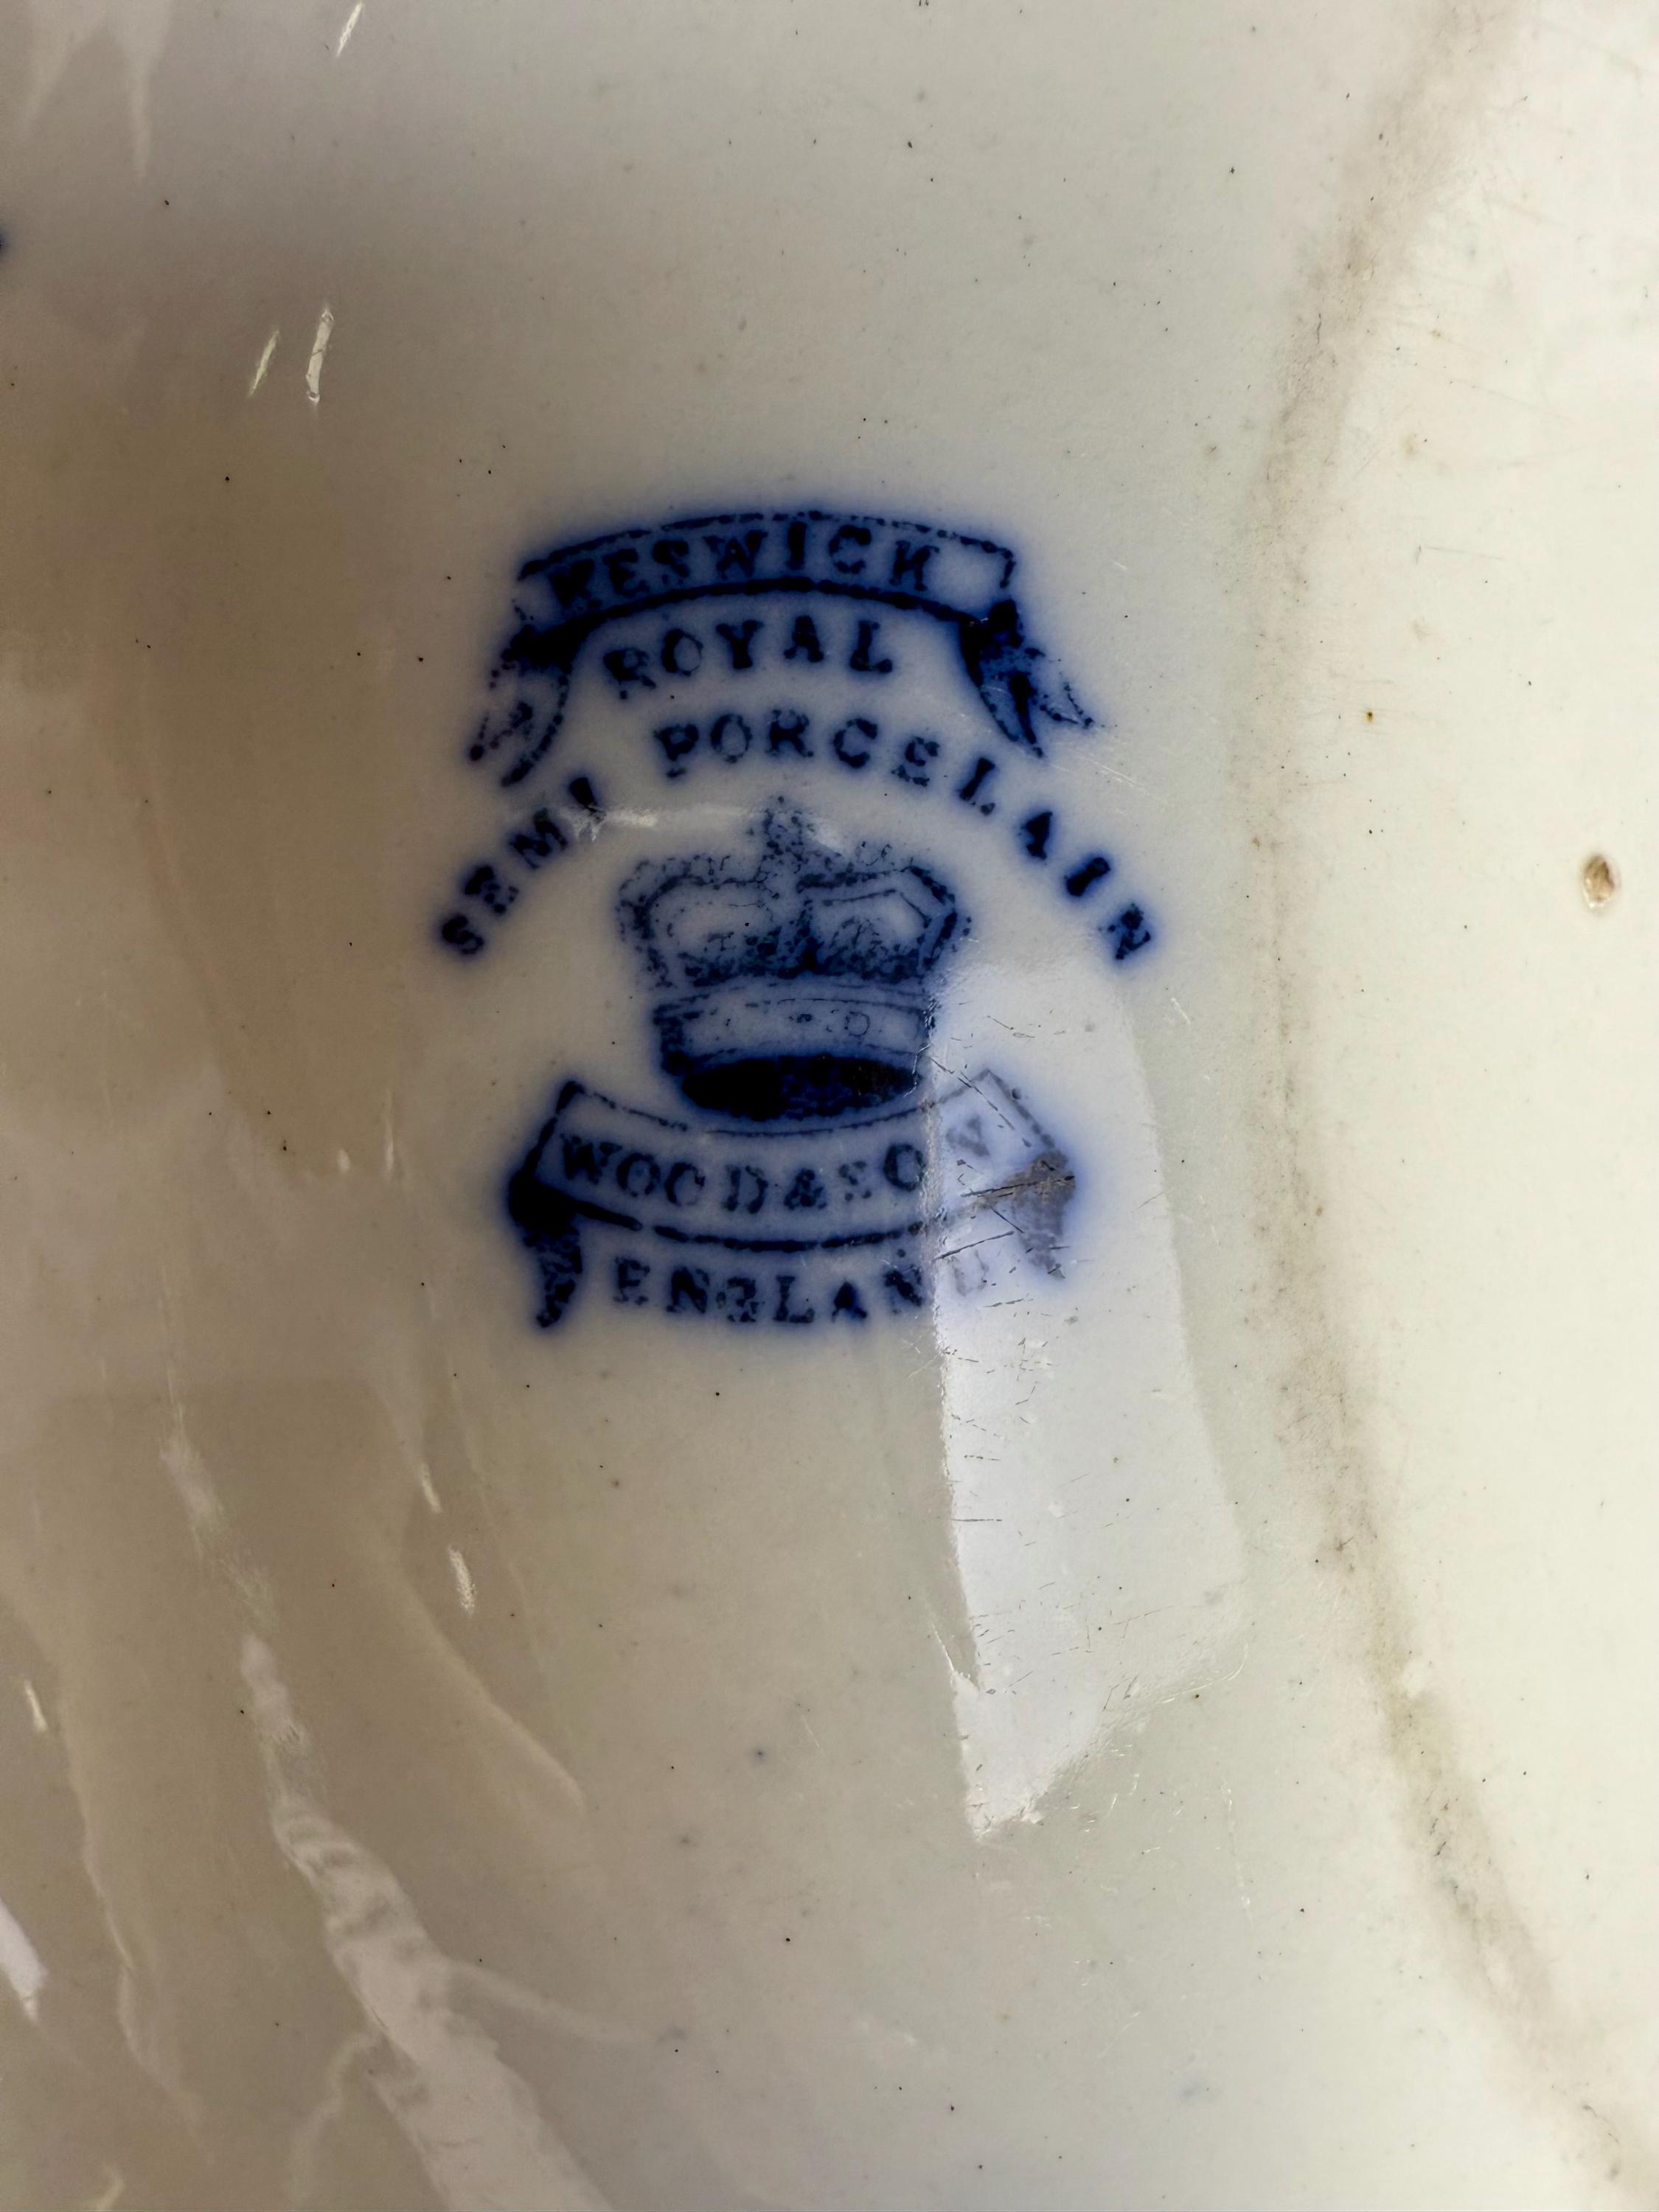 KESWICK
ROYAL
SEMI PORCELAIN
WOOD & SON
ENGLAND